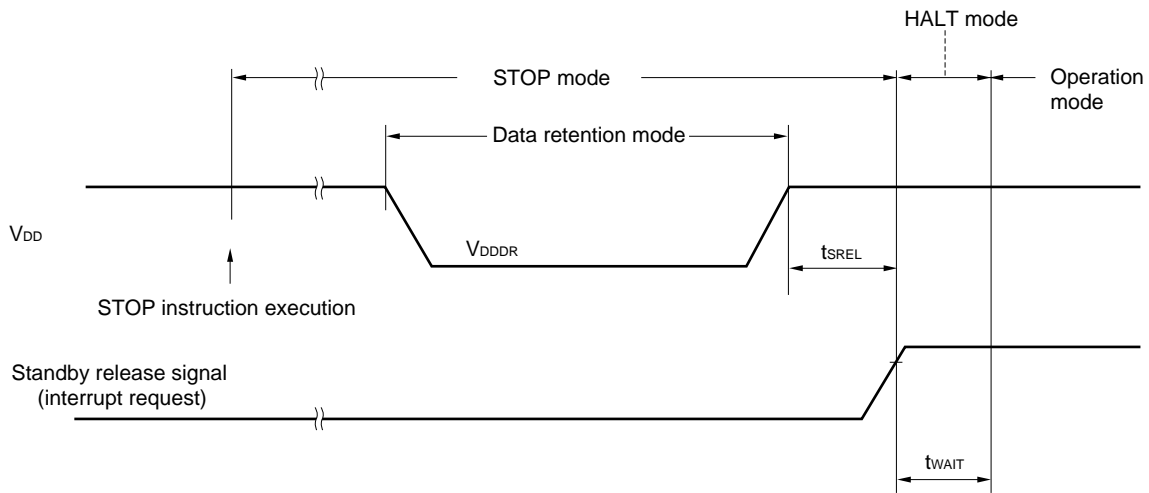 HALT mode
STOP mode
Operation
mode
Data retention mode
VDD
VDDDR
tSREL
STOP instruction execution
Standby release signal
(interrupt request)
tWAIT